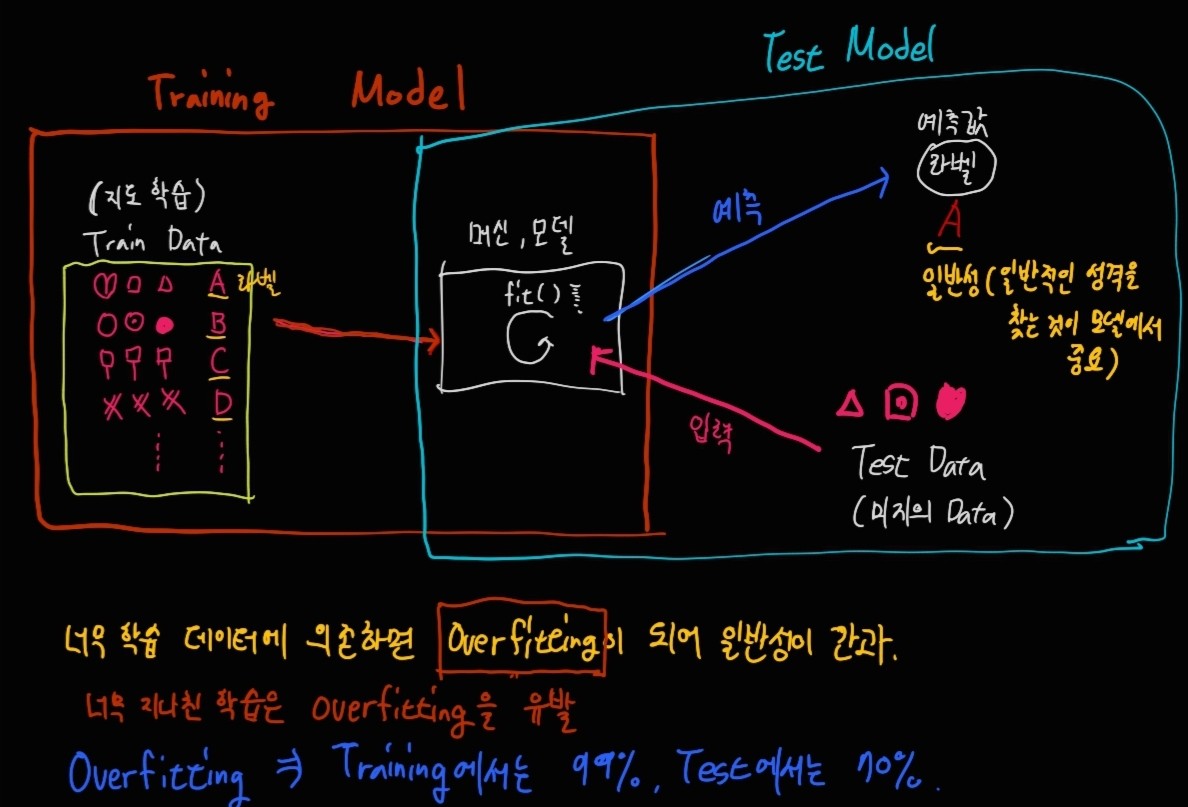 Training Model
Test Model
(지도 학습)
Train Data
A 라벨
B
C
D
머신, 모델
fit()
예측
입력
예측값
라벨
A
일반성 (일반적인 성격을
찾는 것이 모델에서
중요)
Test Data
(미지의 Data)
너무 학습 데이터에 의존하면 Overfitting이 되어 일반성이 간과.
너무 지나친 학습은 overfitting을 유발
Overfitting ⇒ Training에서는 99%, Test에서는 70%.